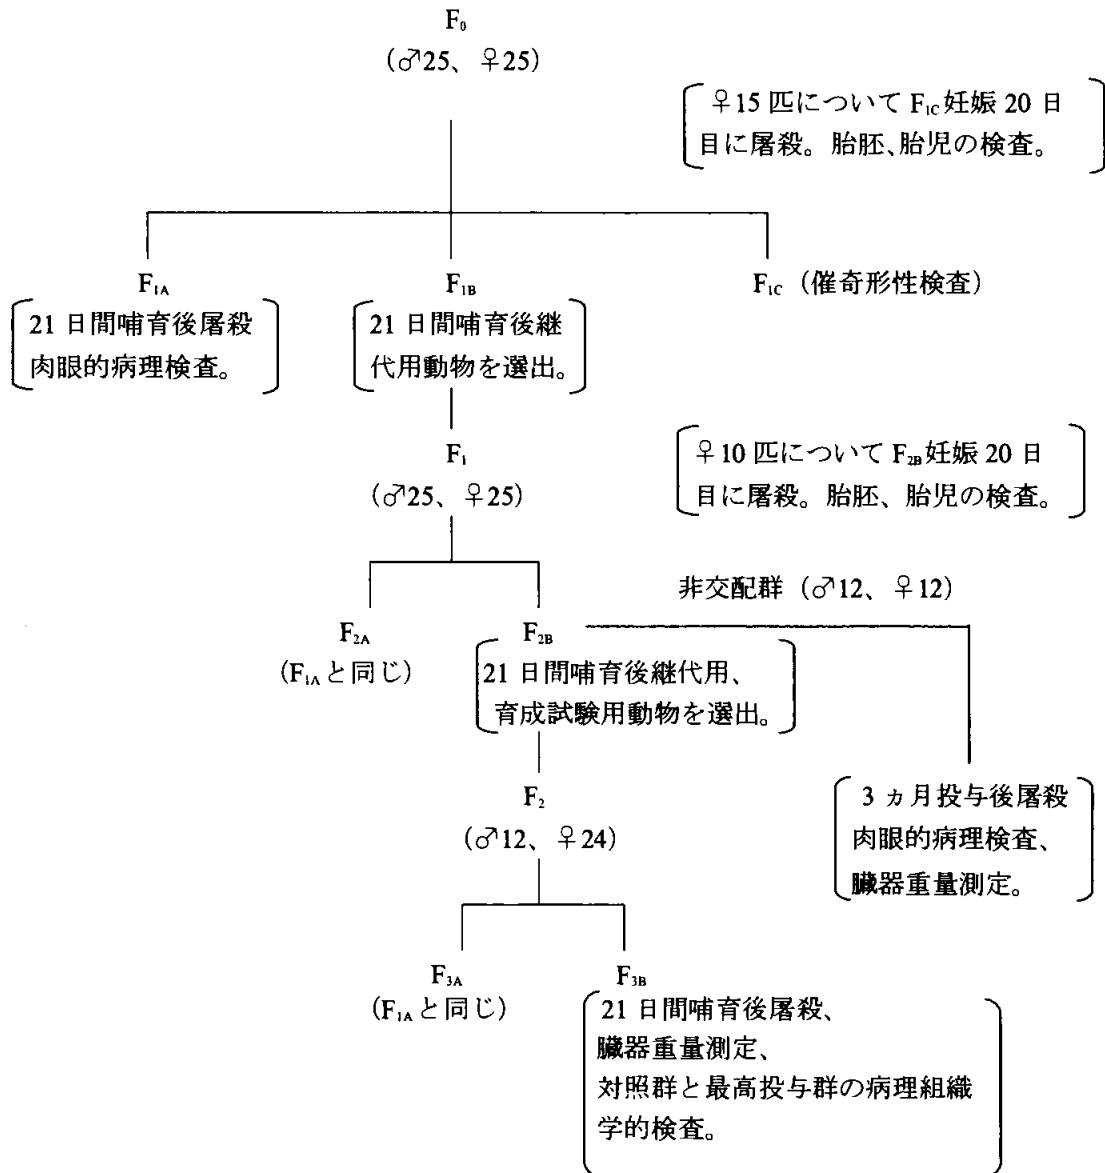 F₀
(♂25、♀25)
♀15 匹について F₁C 妊娠 20 日
目に屠殺。胎胚、胎児の検査。
F₁A
F₁B
F₁C (催奇形性検査)
21 日間哺育後屠殺
肉眼的病理検査。
21 日間哺育後継
代用動物を選出。
F₁
(♂25、♀25)
♀10 匹について F₂B 妊娠 20 日
目に屠殺。胎胚、胎児の検査。
非交配群 (♂12、♀12)
F₂A
(F₁A と同じ)
F₂B
21 日間哺育後継代用、
育成試験用動物を選出。
F₂
(♂12、♀24)
3 ヵ月投与後屠殺
肉眼的病理検査、
臓器重量測定。
F₃A
(F₁A と同じ)
F₃B
21 日間哺育後屠殺、
臓器重量測定、
対照群と最高投与群の病理組織
学的検査。